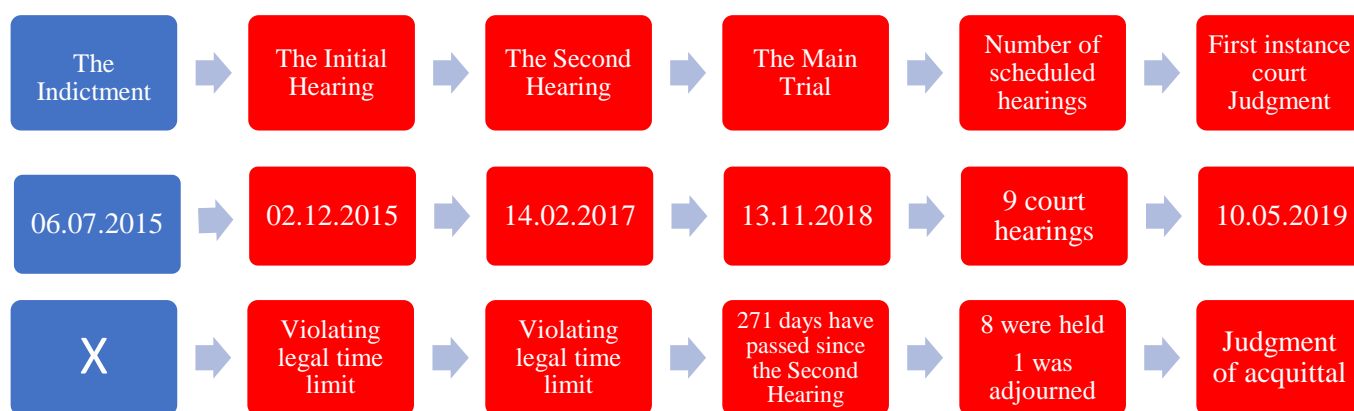 The
Indictment
The Initial
Hearing
The Second
Hearing
The Main
Trial
Number of
scheduled
hearings
First instance
court
Judgment
06.07.2015
02.12.2015
14.02.2017
13.11.2018
9 court
hearings
10.05.2019
X
Violating
legal time
limit
Violating
legal time
limit
271 days have
passed since
the Second
Hearing
8 were held
1 was
adjourned
Judgment
of acquittal